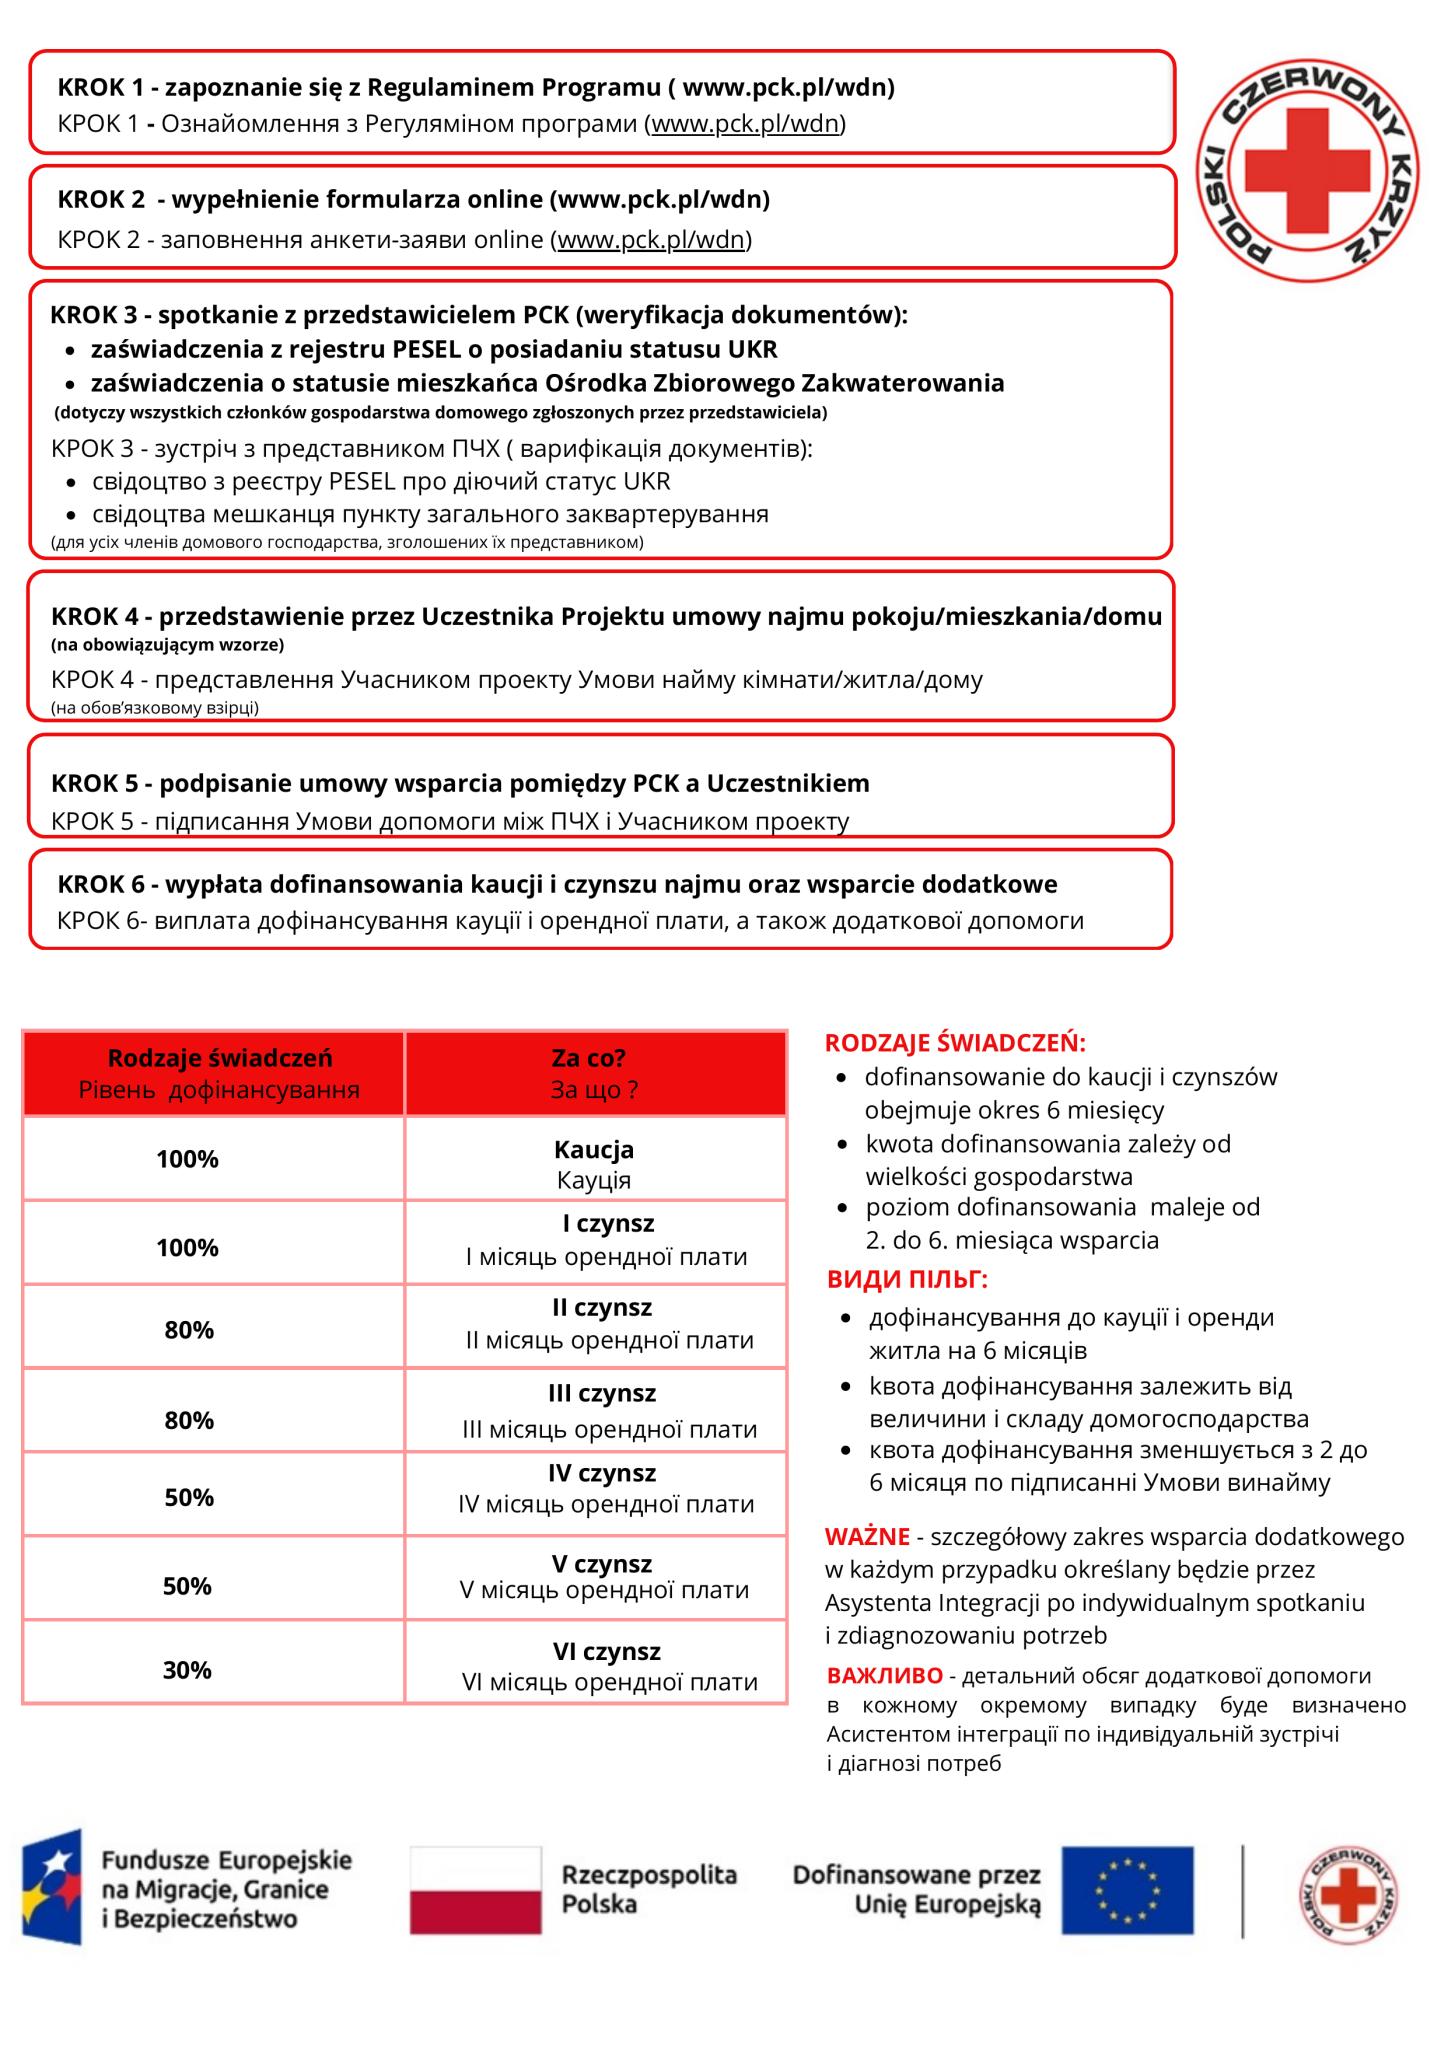 KROK 1 - zapoznanie się z Regulaminem Programu ( www.pck.pl/wdn)
КРОК 1 - Ознайомлення з Регуляміном програми (www.pck.pl/wdn)
POLSKI CZERWONY KRZYŻ
KROK 2 - wypełnienie formularza online (www.pck.pl/wdn)
КРОК 2 - заповнення анкети-заяви online (www.pck.pl/wdn)
KROK 3 - spotkanie z przedstawicielem PCK (weryfikacja dokumentów):
• zaświadczenia z rejestru PESEL o posiadaniu statusu UKR
• zaświadczenia o statusie mieszkańca Ośrodka Zbiorowego Zakwaterowania
(dotyczy wszystkich członków gospodarstwa domowego zgłoszonych przez przedstawiciela)
КРОК 3 - зустріч з представником ПЧХ ( варифікація документів):
• свідоцтво з реєстру PESEL про діючий статус UKR
• свідоцтва мешканця пункту загального заквартерування
(для усіх членів домового господарства, зголошених їх представником)
KROK 4 - przedstawienie przez Uczestnika Projektu umowy najmu pokoju/mieszkania/domu
(na obowiązującym wzorze)
КРОК 4 - представлення Учасником проекту Умови найму кімнати/житла/дому
(на обов’язковому взірці)
KROK 5 - podpisanie umowy wsparcia pomiędzy PCK a Uczestnikiem
КРОК 5 - підписання Умови допомоги між ПЧХ і Учасником проекту
KROK 6 - wypłata dofinansowania kaucji i czynszu najmu oraz wsparcie dodatkowe
КРОК 6- виплата дофінансування кауції і орендної плати, а також додаткової допомоги
Rodzaje świadczeń
Рівень дофінансування
Za co?
За що ?
100%
Kaucja
Кауція
100%
I czynsz
I місяць орендної плати
80%
II czynsz
II місяць орендної плати
80%
III czynsz
III місяць орендної плати
50%
IV czynsz
IV місяць орендної плати
50%
V czynsz
V місяць орендної плати
30%
VI czynsz
VI місяць орендної плати
RODZAJE ŚWIADCZEŃ:
• dofinansowanie do kaucji i czynszów
obejmuje okres 6 miesięcy
• kwota dofinansowania zależy od
wielkości gospodarstwa
• poziom dofinansowania maleje od
2. do 6. miesiąca wsparcia
ВИДИ ПІЛЬГ:
• дофінансування до кауції і оренди
житла на 6 місяців
• kвота дофінансування залежить від
величини і складу домогосподарства
• квота дофінансування зменшується з 2 до
6 місяця по підписанні Умови винайму
WAŻNE - szczegółowy zakres wsparcia dodatkowego
w każdym przypadku określany będzie przez
Asystenta Integracji po indywidualnym spotkaniu
i zdiagnozowaniu potrzeb
ВАЖЛИВО - детальний обсяг додаткової допомоги
в кожному окремому випадку буде визначено
Асистентом інтеграції по індивідуальній зустрічі
і діагнозі потреб
Fundusze Europejskie
na Migracje, Granice
i Bezpieczeństwo
Rzeczpospolita
Polska
Dofinansowane przez
Unię Europejską
POLSKI CZERWONY KRZYŻ